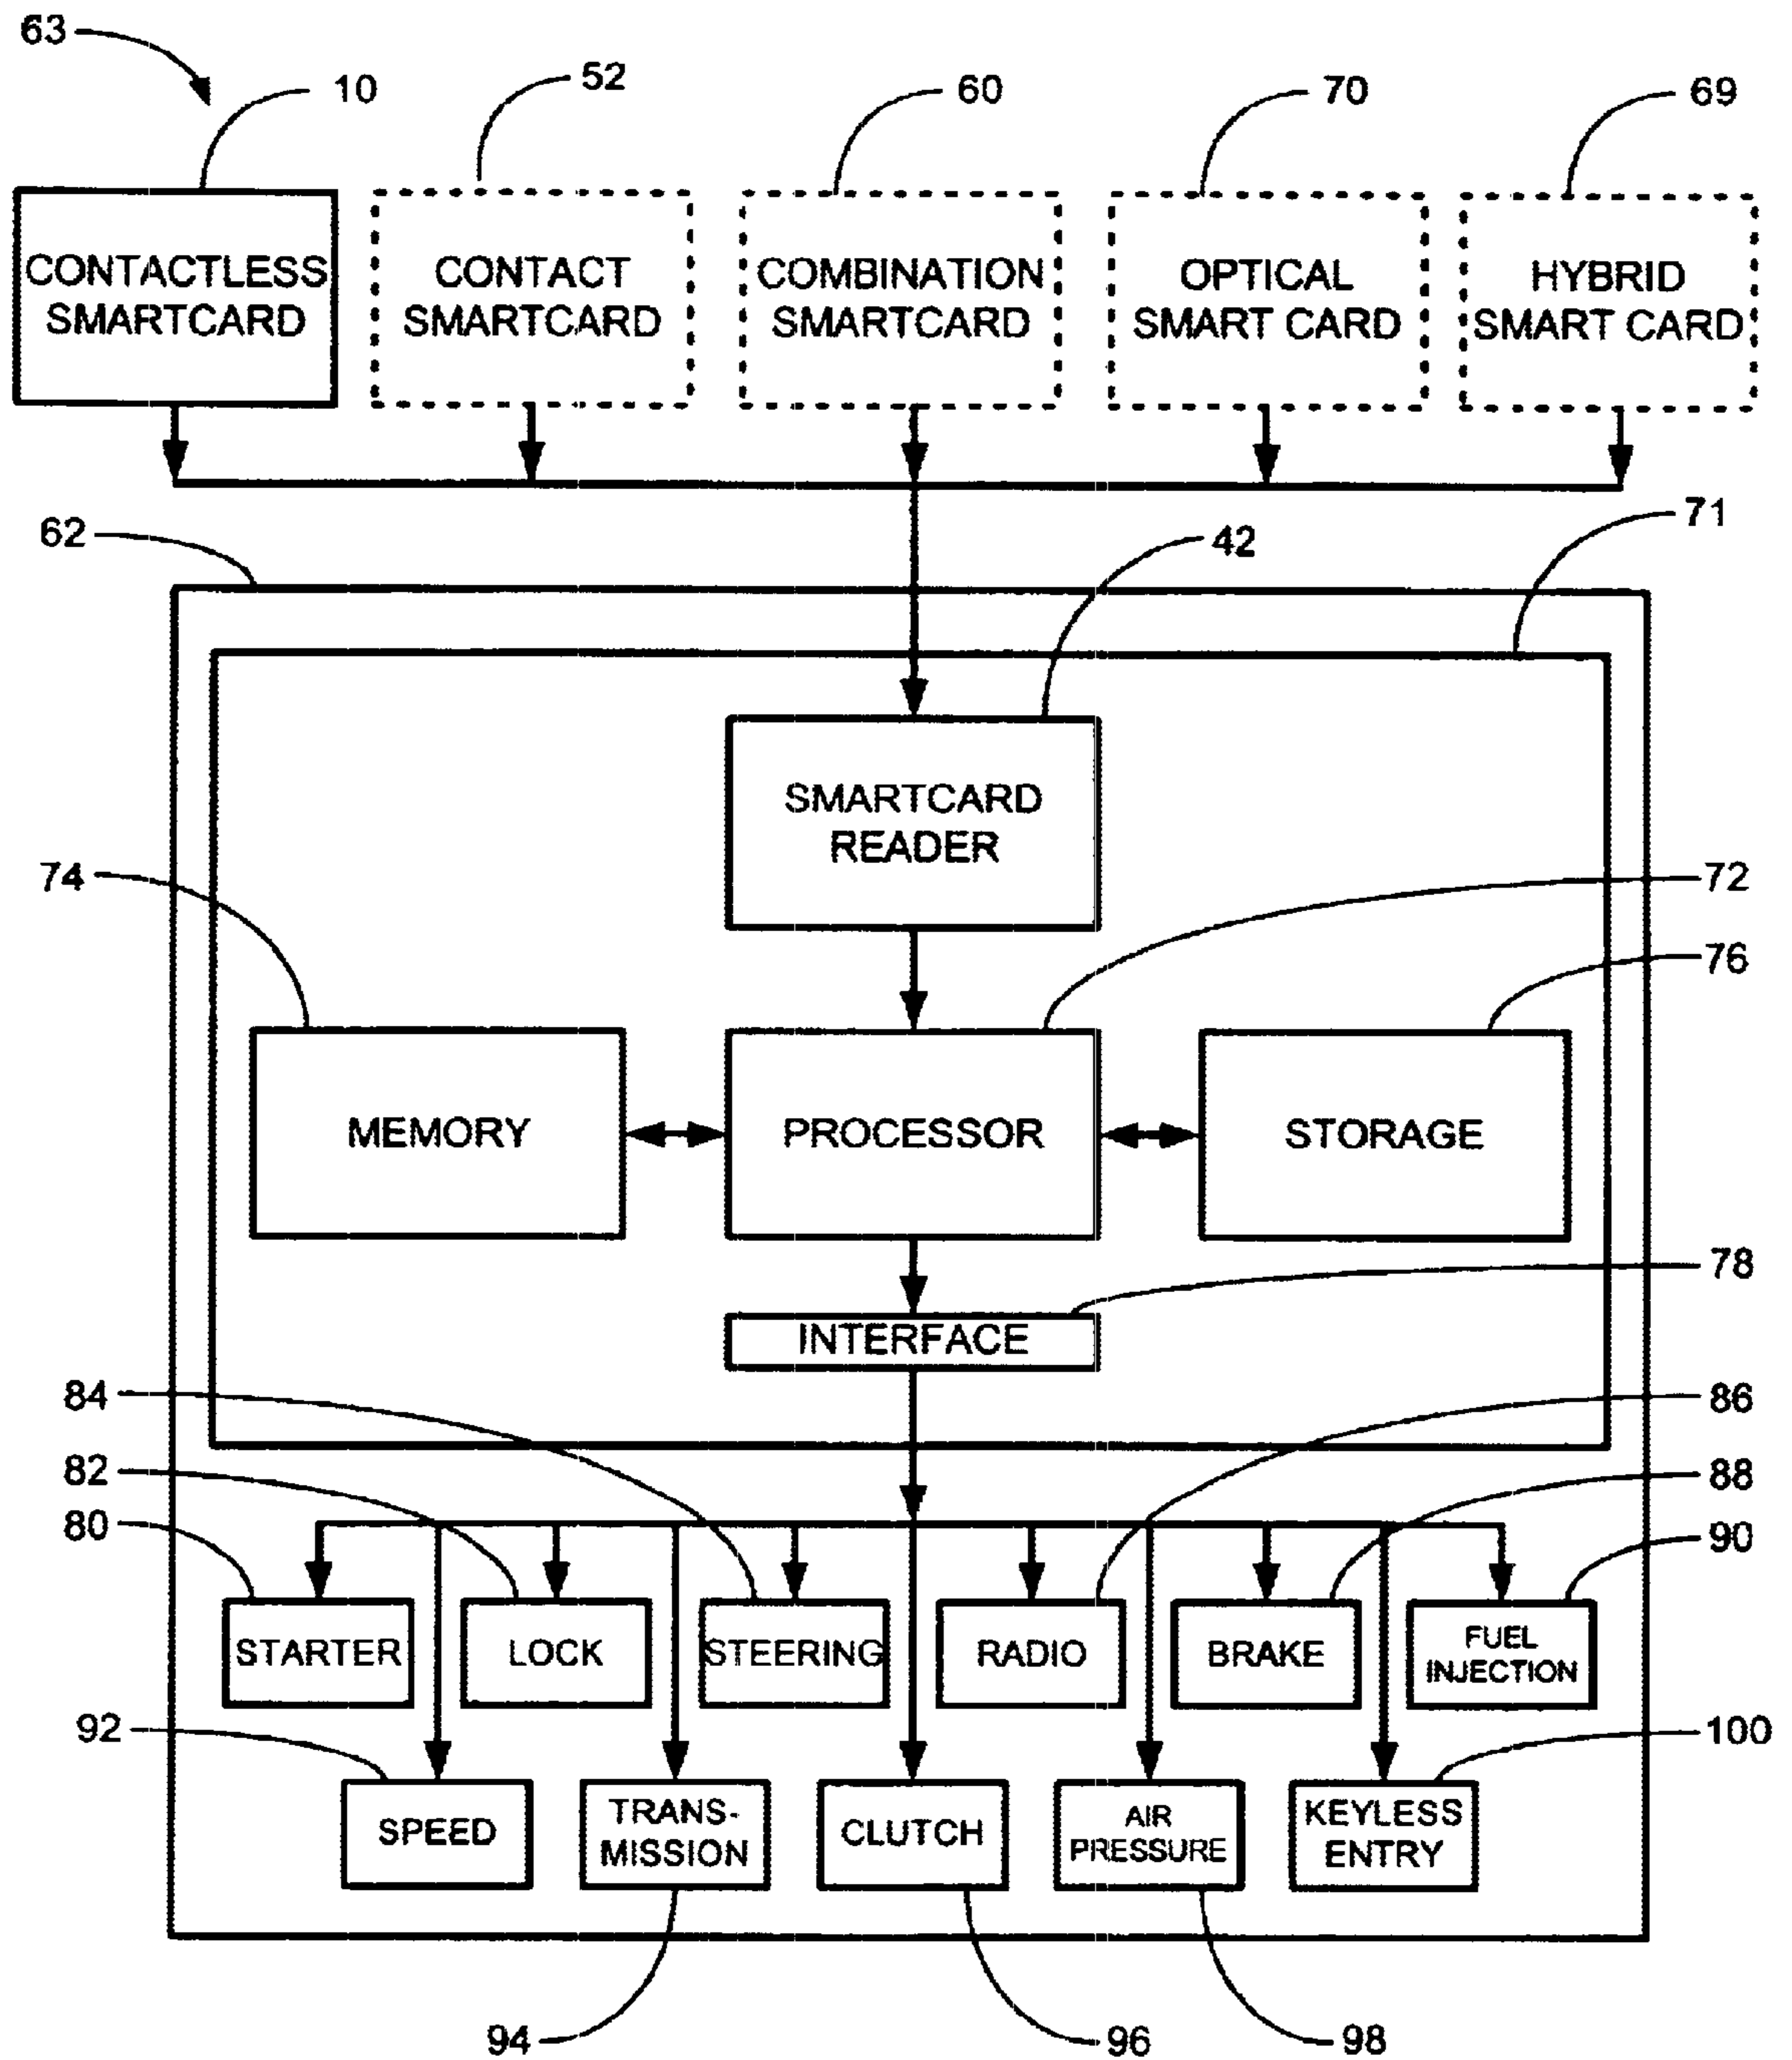 63
10
52
60
70
69
CONTACTLESS
SMARTCARD
CONTACT
SMARTCARD
COMBINATION
SMARTCARD
OPTICAL
SMART CARD
HYBRID
SMART CARD
62
42
71
SMARTCARD
READER
74
72
76
MEMORY
PROCESSOR
STORAGE
78
INTERFACE
84
86
82
88
80
90
STARTER
LOCK
STEERING
RADIO
BRAKE
FUEL
INJECTION
92
100
SPEED
TRANS-
MISSION
CLUTCH
AIR
PRESSURE
KEYLESS
ENTRY
94
96
98